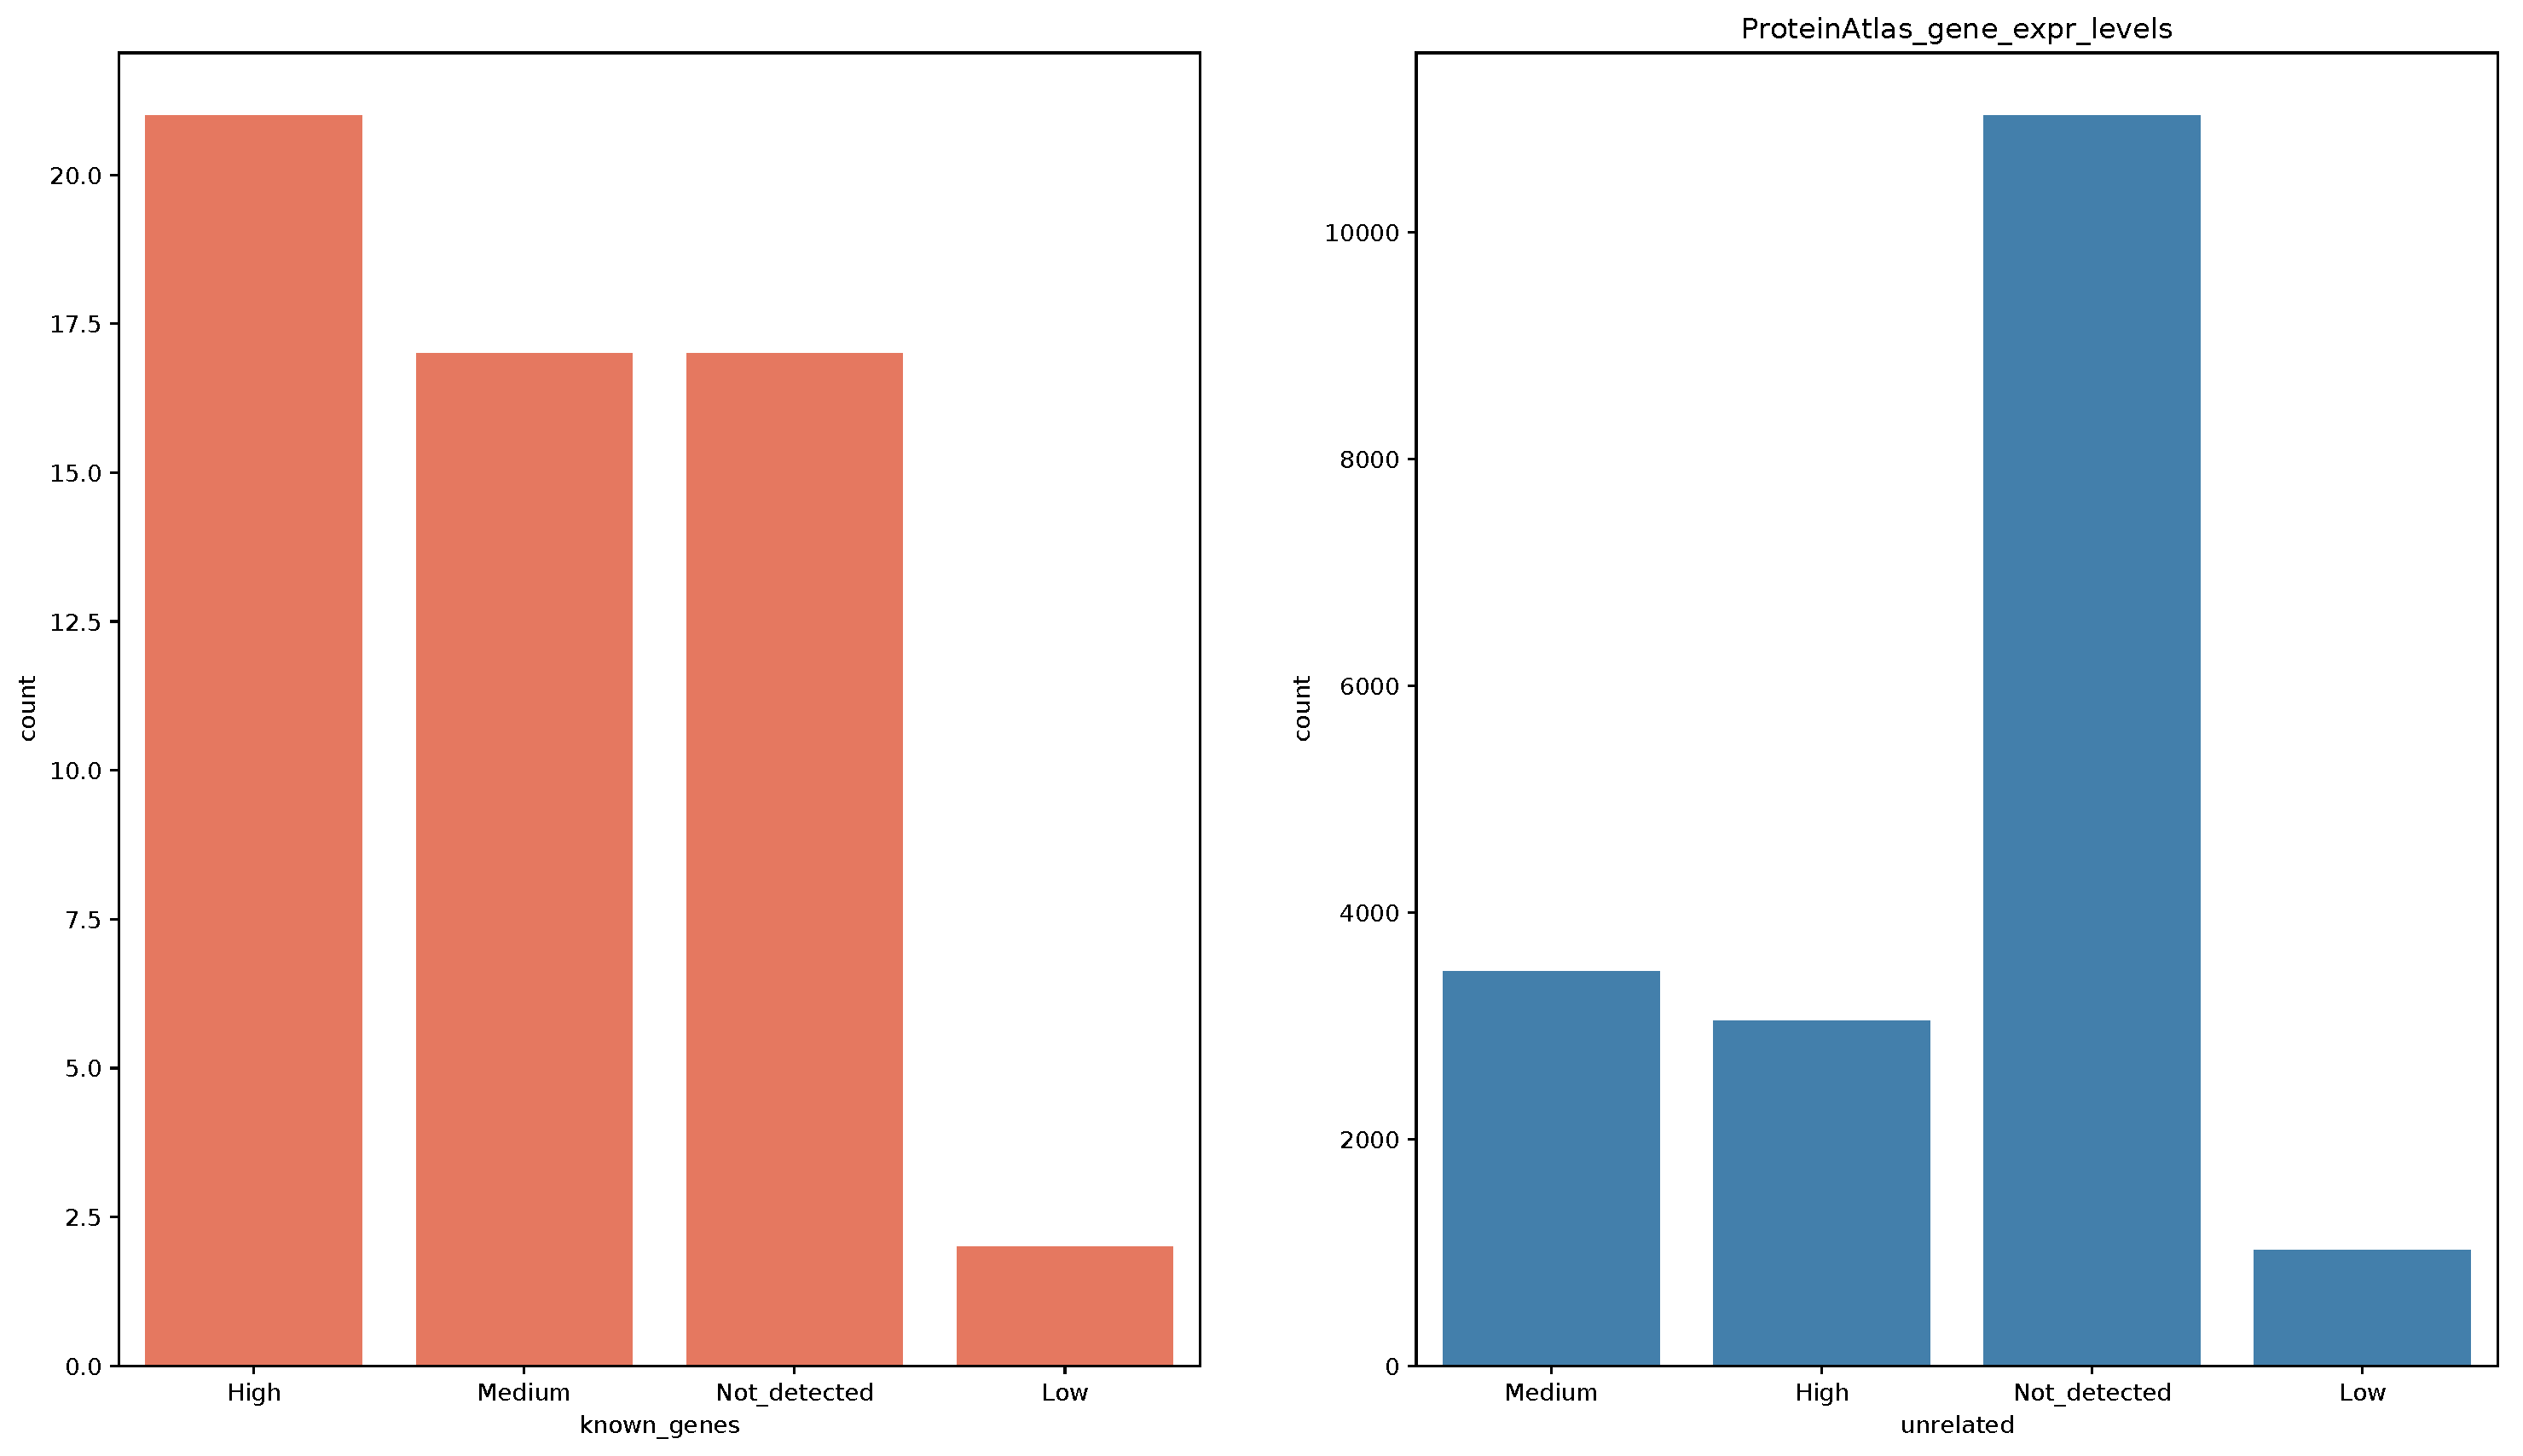 20.0
17.5
15.0
12.5
10.0
7.5
5.0
2.5
0.0
count
High Medium Not_detected Low
known_genes
ProteinAtlas_gene_expr_levels
10000
8000
6000
4000
2000
0
count
Medium High Not_detected Low
unrelated